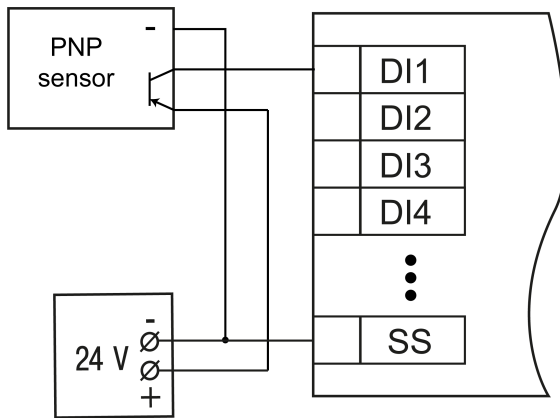 PNP
sensor
-
DI1
DI2
DI3
DI4
SS
-
24 V
+